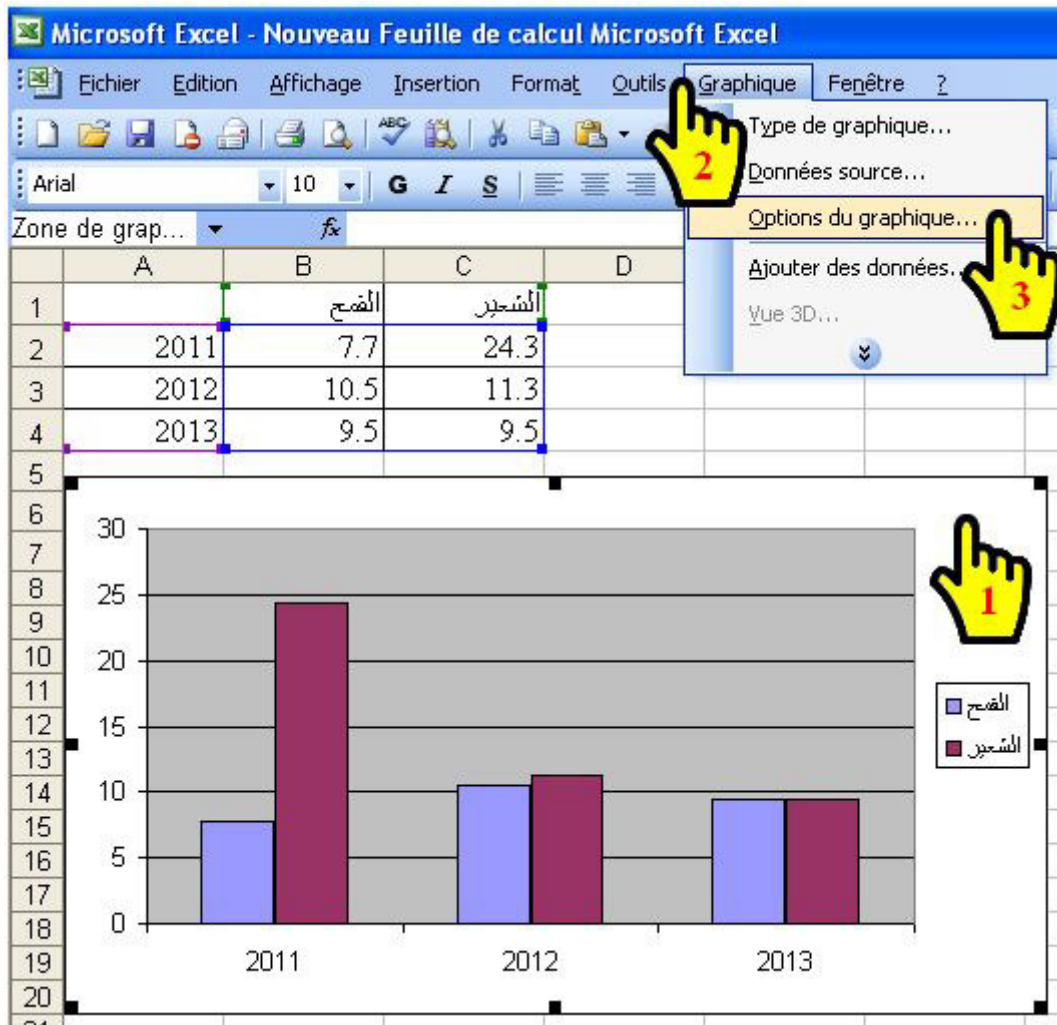 Microsoft Excel - Nouveau Feuille de calcul Microsoft Excel
Fichier Edition Affichage Insertion Format Outils Graphique Fenêtre ?
ABC
Type de graphique...
2
Données source...
Arial 10 G I S
Options du graphique...
Zone de grap... fx
Ajouter des données..
3
Vue 3D...
A B C D
1 القمح الشعير
2 2011 7.7 24.3
3 2012 10.5 11.3
4 2013 9.5 9.5
5
6
7
8
9
10
11
12
13
14
15
16
17
18
19
20
30
25
20
15
10
5
0
1
القمح
الشعير
2011 2012 2013